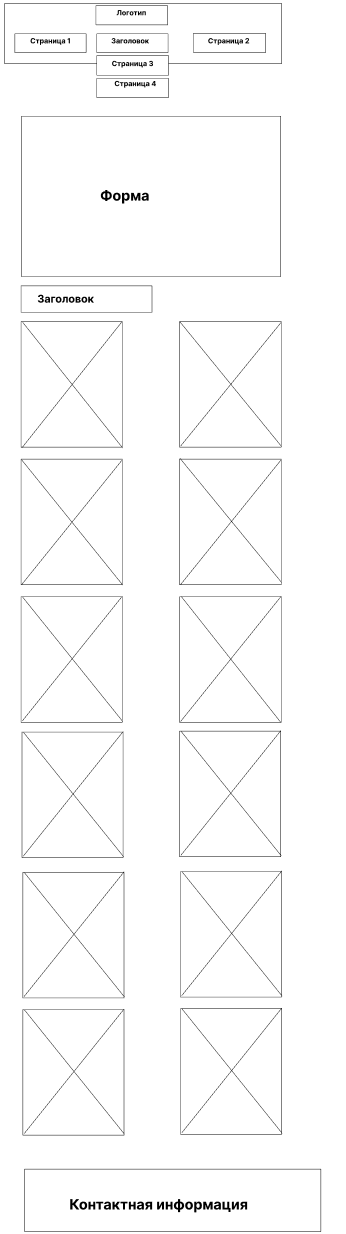 Логотип
Страница 1
Заголовок
Страница 2
Страница 3
Страница 4
Форма
Заголовок
Контактная информация